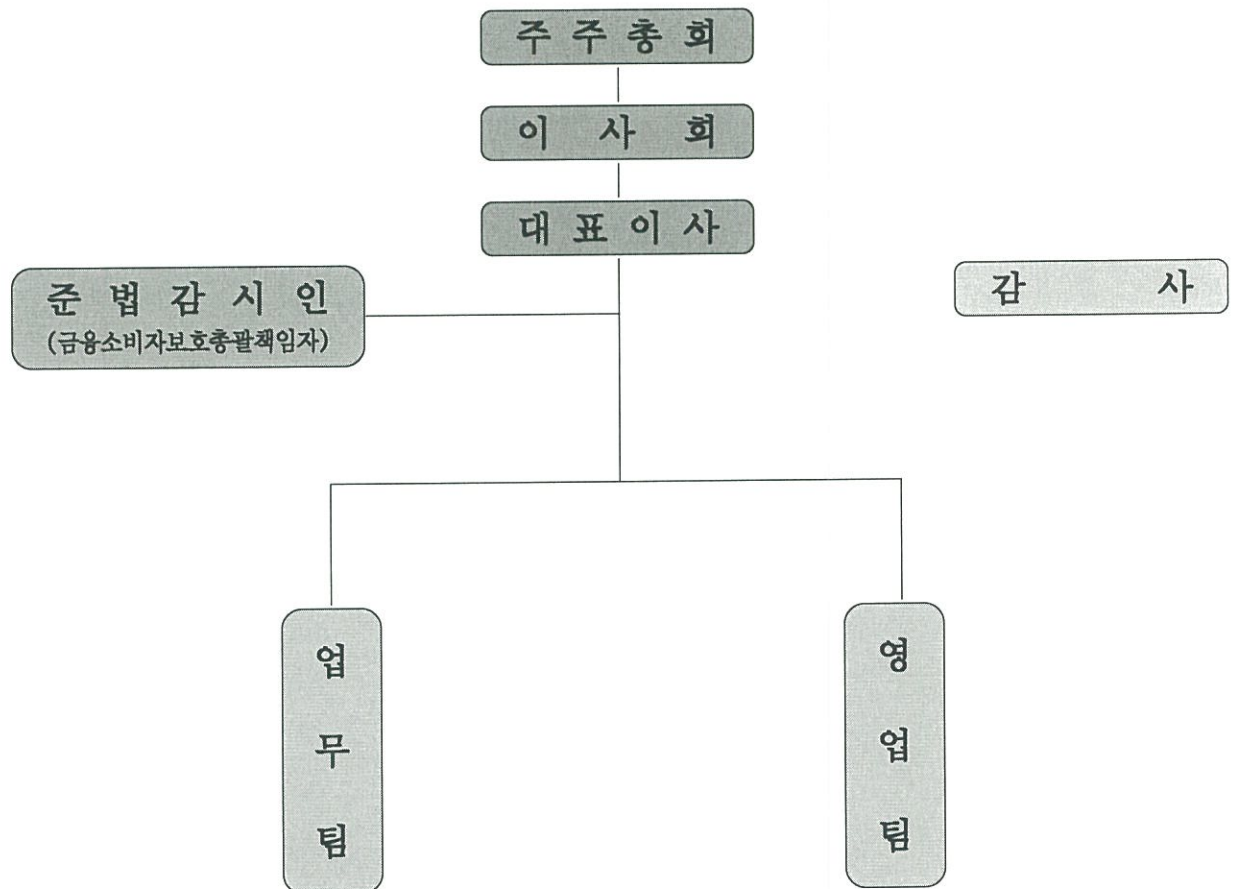 주 주 총 회
이 사 회
대 표 이 사
준 법 감 시 인
(금융소비자보호총괄책임자)
감 사
업
무
팀
영
업
팀